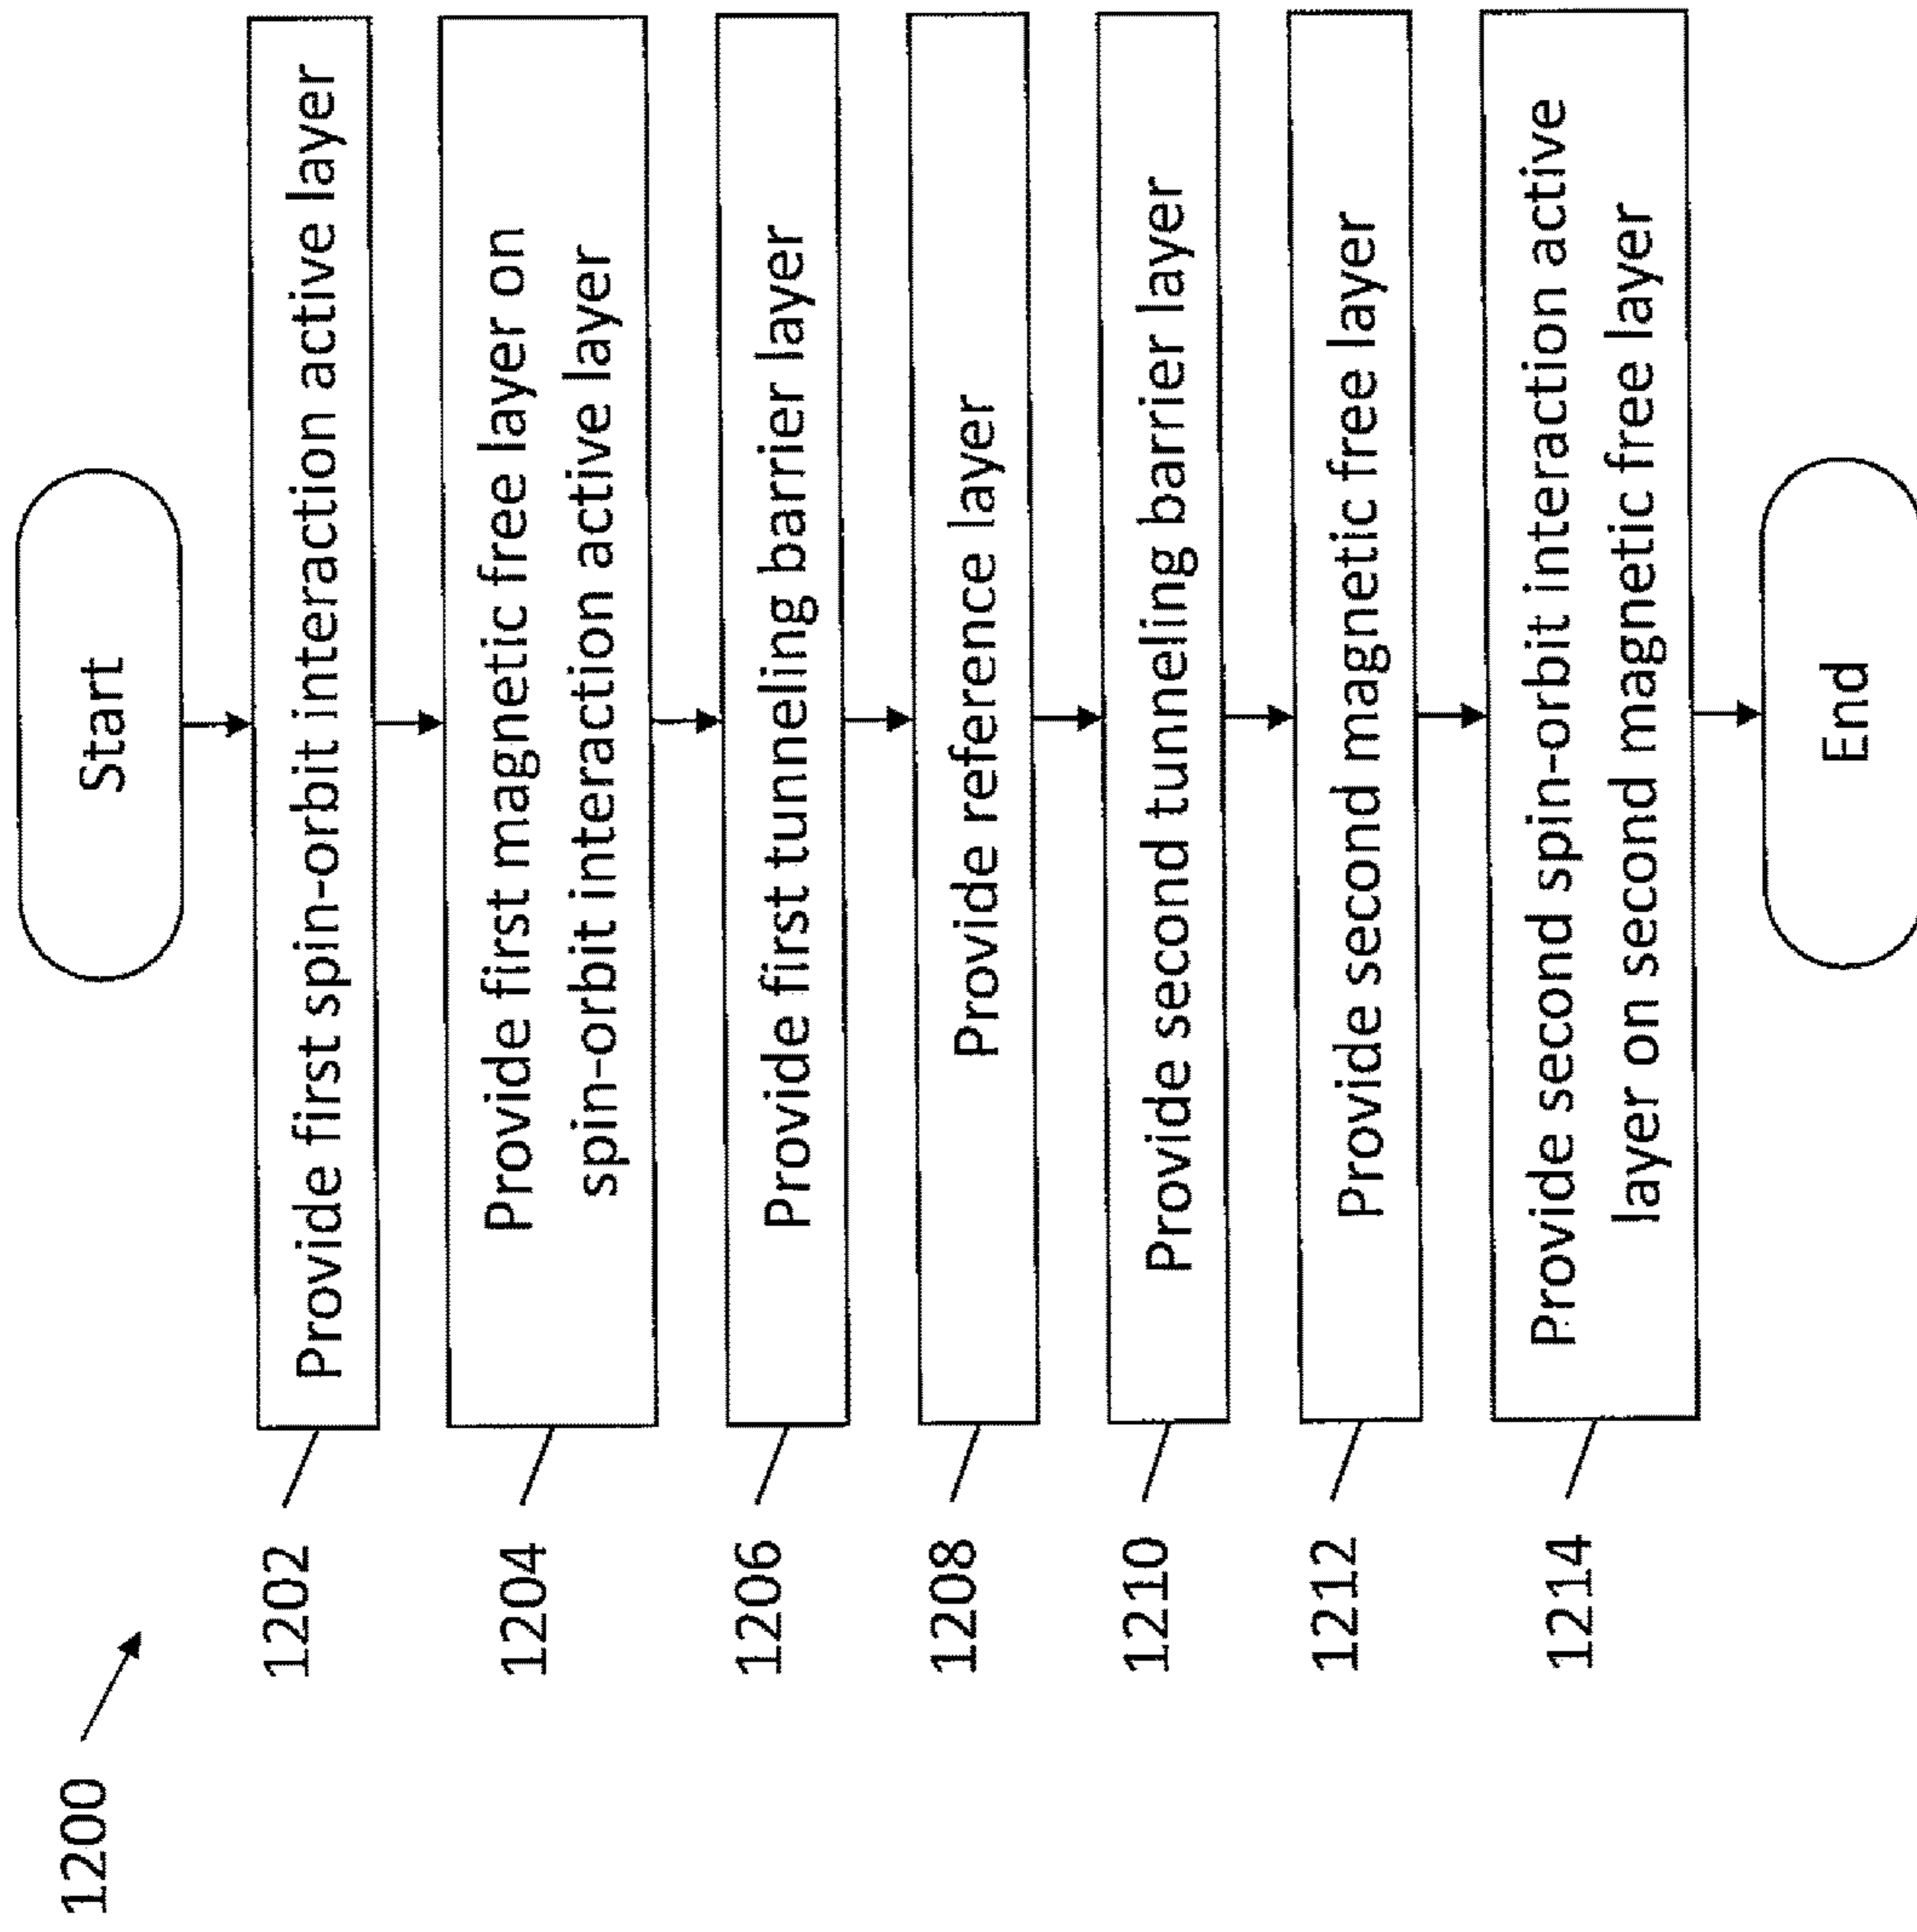 1200
Start
1202
Provide first spin-orbit interaction active layer
1204
Provide first magnetic free layer on
spin-orbit interaction active layer
1206
Provide first tunneling barrier layer
1208
Provide reference layer
1210
Provide second tunneling barrier layer
1212
Provide second magnetic free layer
1214
Provide second spin-orbit interaction active
layer on second magnetic free layer
End